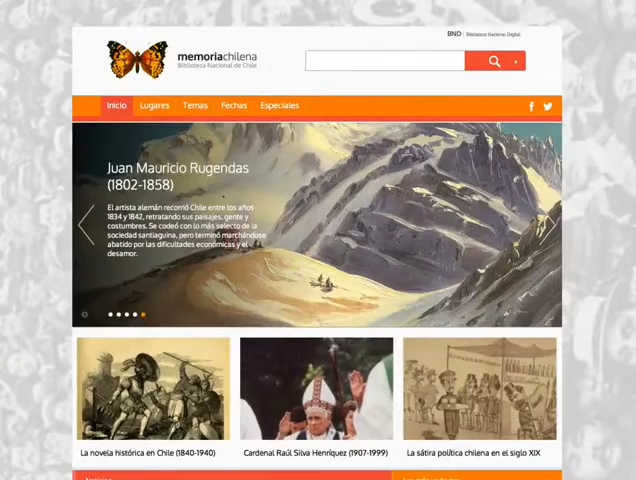 BND | Biblioteca Nacional Digital
memoriachilena
Biblioteca Nacional de Chile
Inicio Lugares Temas Fechas Especiales
Juan Mauricio Rugendas
(1802-1858)
El artista alemán recorrió Chile entre los años
1834 y 1842, retratando sus paisajes, gente y
costumbres. Se codeó con lo más selecto de la
sociedad santiaguina, pero terminó marchándose
abatido por las dificultades económicas y el
desamor.
La novela histórica en Chile (1840-1940)
Cardenal Raúl Silva Henríquez (1907-1999)
La sátira política chilena en el siglo XIX